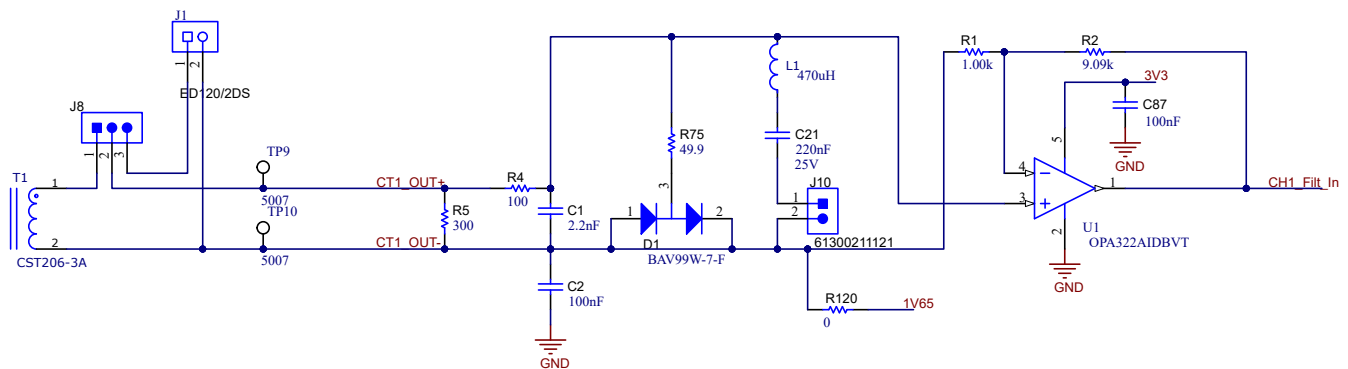 J1
1
2
ED120/2DS
J8
1
2
3
T1
1
2
CST206-3A
TP9
5007
TP10
5007
CT1_OUT+
CT1_OUT-
R4
100
R5
300
C1
2.2nF
C2
100nF
GND
R75
49.9
3
1
2
D1
BAV99W-7-F
L1
470uH
C21
220nF
25V
J10
1
2
61300211121
R120
0
1V65
R1
1.00k
R2
9.09k
3V3
C87
100nF
GND
5
4
3
1
2
U1
OPA322AIDBVT
GND
CH1_Filt_In